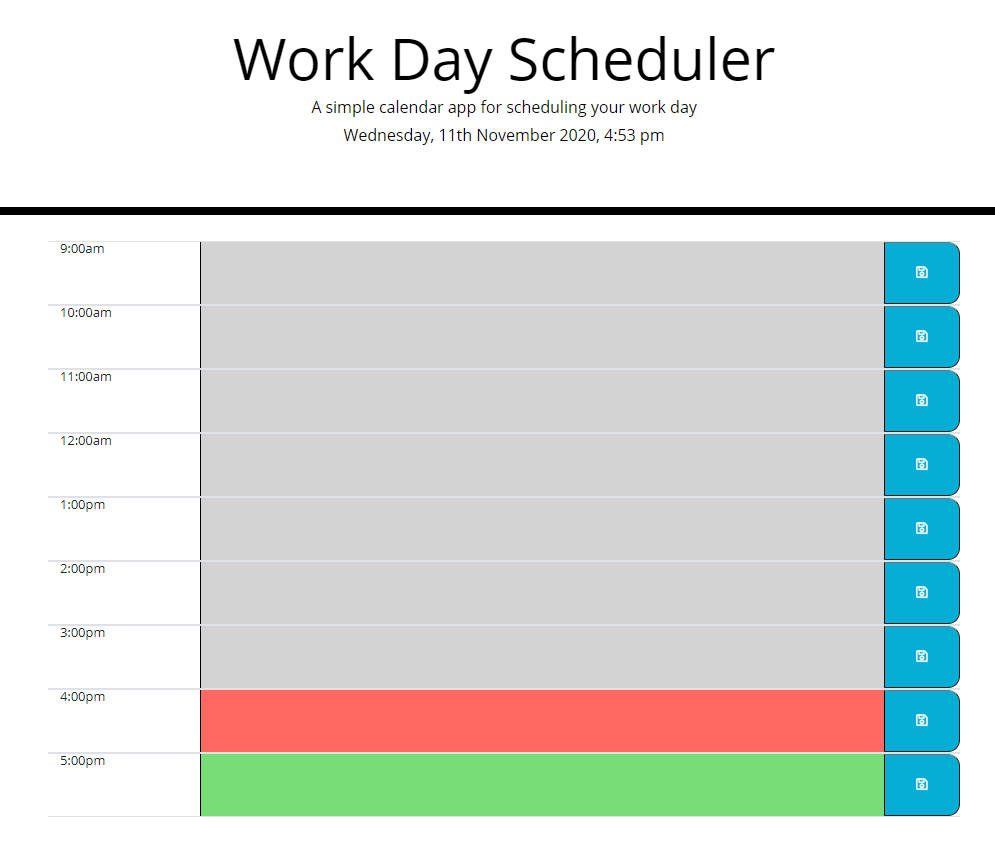 Work Day Scheduler
A simple calendar app for scheduling your work day
Wednesday, 11th November 2020, 4:53 pm
9:00am
10:00am
11:00am
12:00am
1:00pm
2:00pm
3:00pm
4:00pm
5:00pm